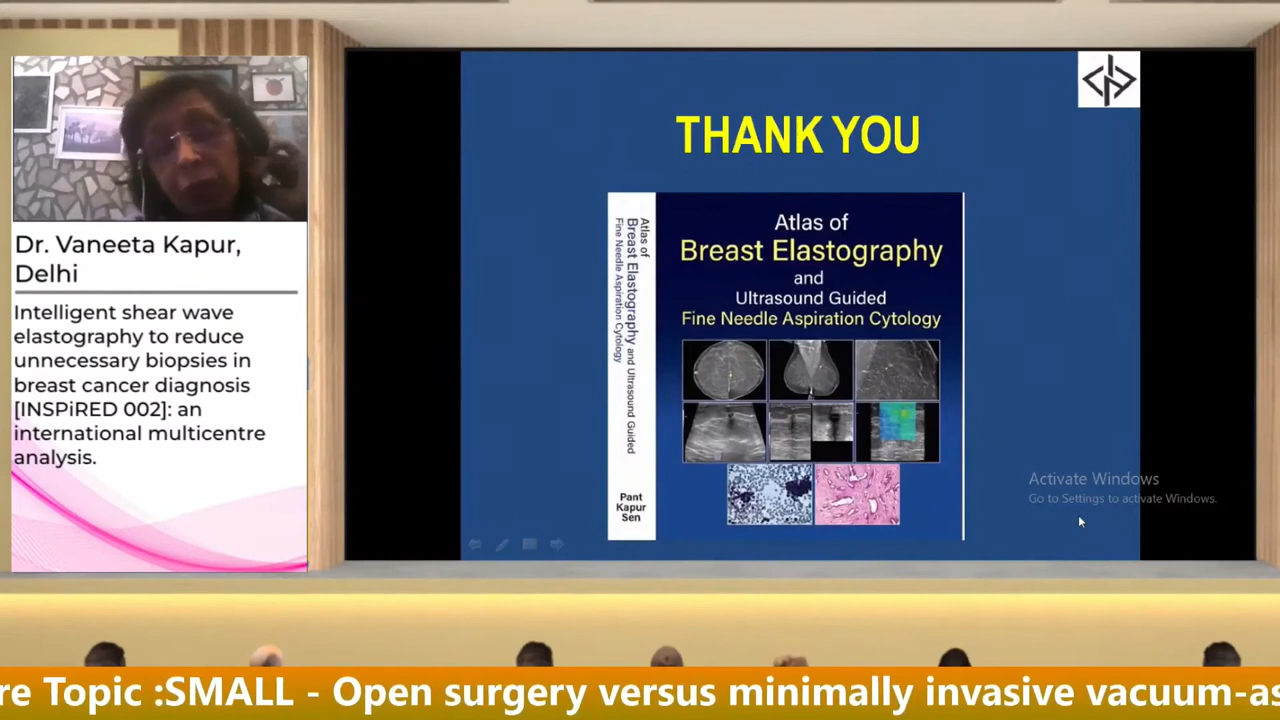 Dr. Vaneeta Kapur,
Delhi
Intelligent shear wave
elastography to reduce
unnecessary biopsies in
breast cancer diagnosis
[INSPiRED 002]: an
international multicentre
analysis.
THANK YOU
Atlas of
Breast Elastography and Ultrasound Guided
Fine Needle Aspiration Cytology
Pant
Kapur
Sen
Atlas of
Breast Elastography
and
Ultrasound Guided
Fine Needle Aspiration Cytology
Activate Windows
Go to Settings to activate Windows.
re Topic :SMALL - Open surgery versus minimally invasive vacuum-as